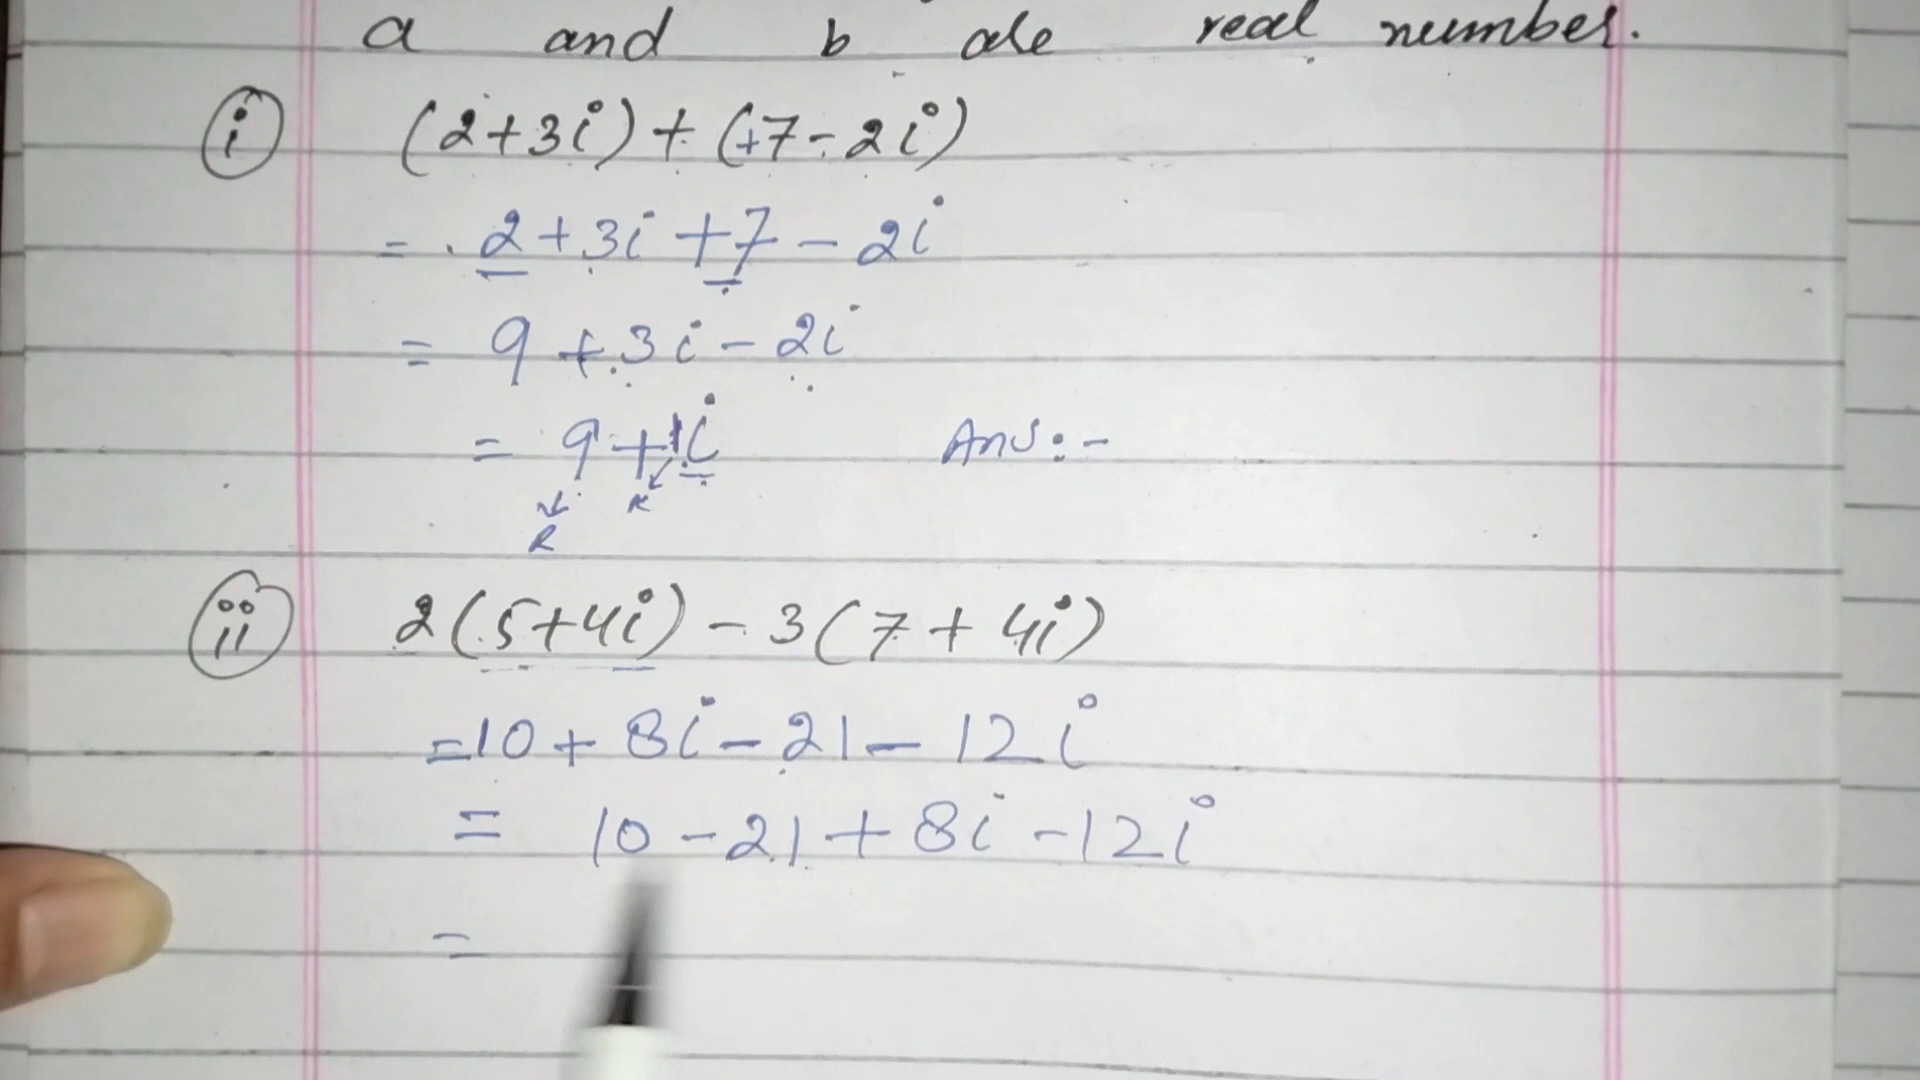 a and b are real number.
(i) (2+3i)+(+7-2i)
= 2+3i+7-2i
= 9+3i-2i
= 9+1i Ans:-
R R
(ii) 2(5+4i)-3(7+4i)
=10+8i-21-12i
= 10-21+8i-12i
=